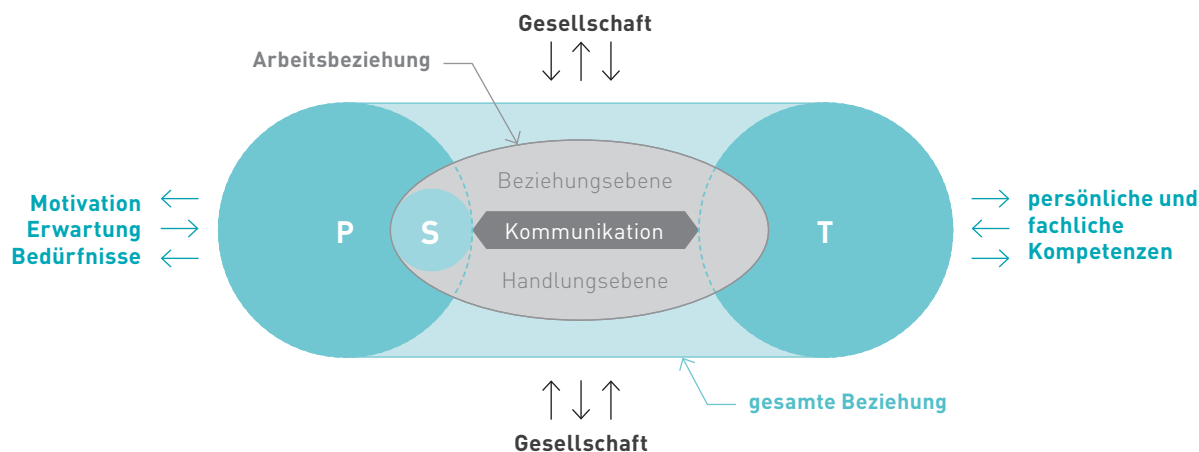 Gesellschaft
Arbeitsbeziehung
Beziehungsebene
Motivation
Erwartung
Bedürfnisse
P
S
Kommunikation
T
persönliche und
fachliche
Kompetenzen
Handlungsebene
gesamte Beziehung
Gesellschaft